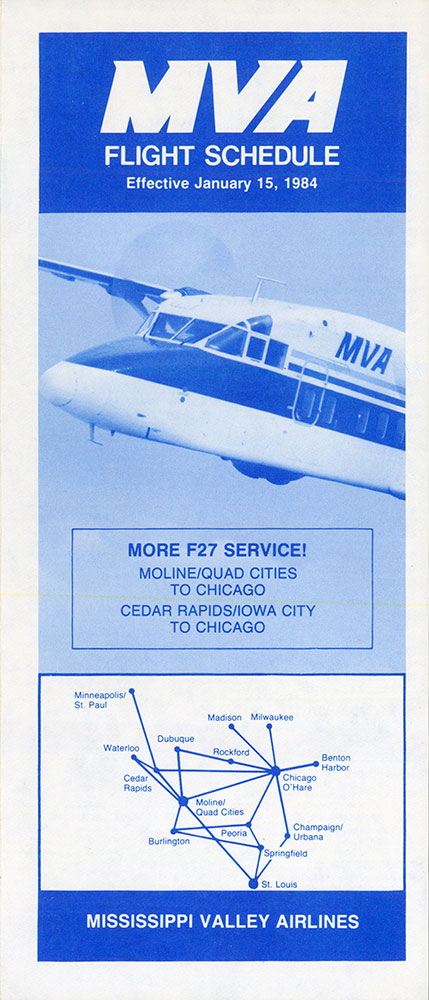 MVA
FLIGHT SCHEDULE
Effective January 15, 1984
MVA
MORE F27 SERVICE!
MOLINE/QUAD CITIES
TO CHICAGO
CEDAR RAPIDS/IOWA CITY
TO CHICAGO
Minneapolis/
St. Paul
Madison
Milwaukee
Dubuque
Waterloo
Rockford
Benton
Harbor
Cedar
Rapids
Chicago
O'Hare
Moline/
Quad Cities
Peoria
Champaign/
Urbana
Burlington
Springfield
St. Louis
MISSISSIPPI VALLEY AIRLINES